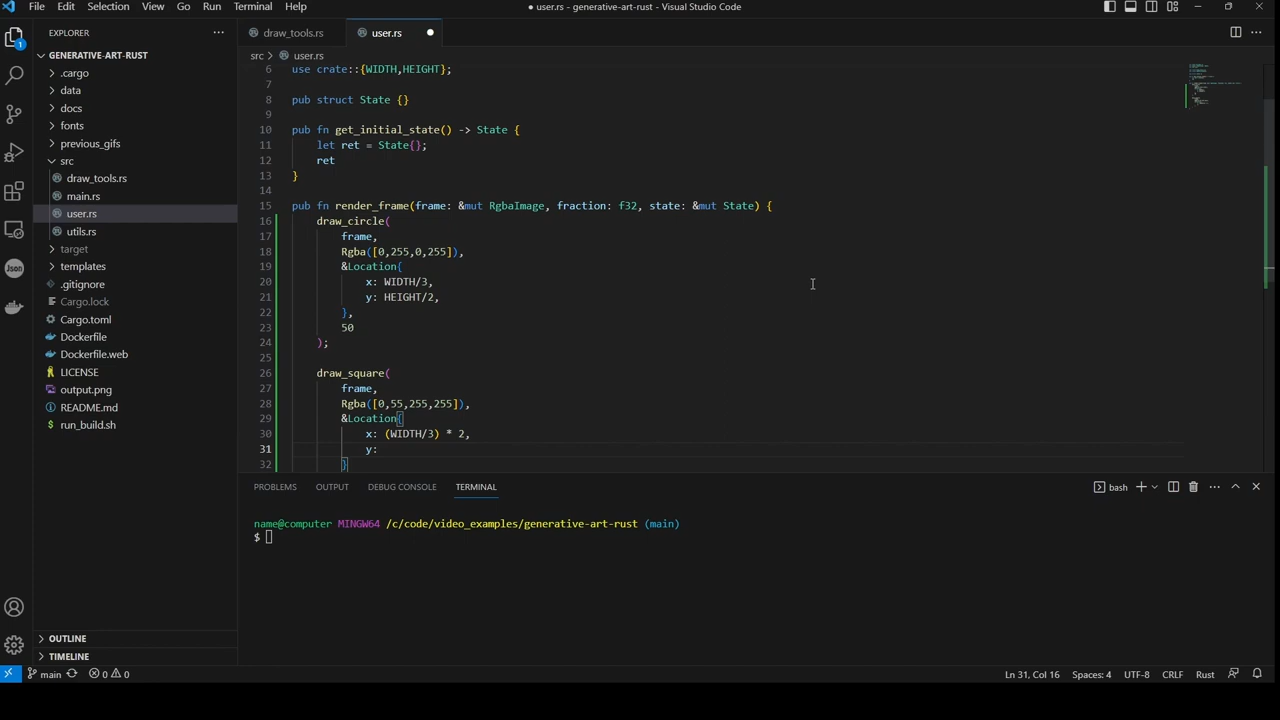 File Edit Selection View Go Run Terminal Help
● user.rs - generative-art-rust - Visual Studio Code
EXPLORER
GENERATIVE-ART-RUST
.cargo
data
docs
fonts
previous_gifs
src
draw_tools.rs
main.rs
user.rs
utils.rs
target
templates
.gitignore
Cargo.lock
Cargo.toml
Dockerfile
Dockerfile.web
LICENSE
output.png
README.md
run_build.sh
OUTLINE
TIMELINE
1
Json
draw_tools.rs user.rs
src > user.rs
6 use crate::{WIDTH,HEIGHT};
7
8 pub struct State {}
9
10 pub fn get_initial_state() -> State {
11 let ret = State{};
12 ret
13 }
14
15 pub fn render_frame(frame: &mut RgbaImage, fraction: f32, state: &mut State) {
16 draw_circle(
17 frame,
18 Rgba([0,255,0,255]),
19 &Location{
20 x: WIDTH/3,
21 y: HEIGHT/2,
22 },
23 50
24 );
25
26 draw_square(
27 frame,
28 Rgba([0,55,255,255]),
29 &Location{
30 x: (WIDTH/3) * 2,
31 y:
32 }
PROBLEMS OUTPUT DEBUG CONSOLE TERMINAL
bash
name@computer MINGW64 /c/code/video_examples/generative-art-rust (main)
$
main 0 0
Ln 31, Col 16 Spaces: 4 UTF-8 CRLF Rust